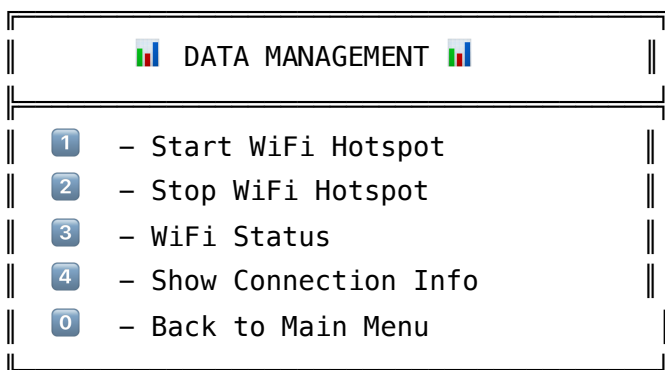 📊 DATA MANAGEMENT 📊
1️⃣ – Start WiFi Hotspot
2️⃣ – Stop WiFi Hotspot
3️⃣ – WiFi Status
4️⃣ – Show Connection Info
0️⃣ – Back to Main Menu